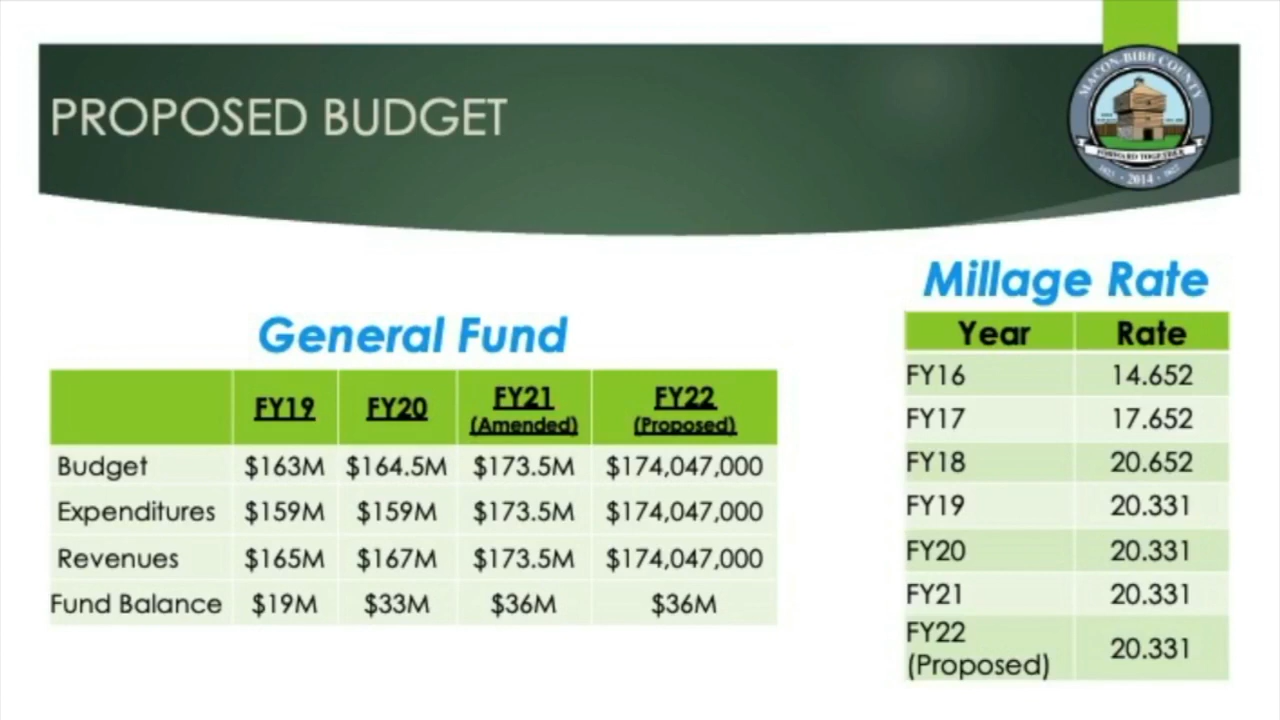 PROPOSED BUDGET
MACON-BIBB COUNTY
FORWARD TOGETHER
2014
General Fund
FY19 FY20 FY21 (Amended) FY22 (Proposed)
Budget $163M $164.5M $173.5M $174,047,000
Expenditures $159M $159M $173.5M $174,047,000
Revenues $165M $167M $173.5M $174,047,000
Fund Balance $19M $33M $36M $36M
Millage Rate
Year Rate
FY16 14.652
FY17 17.652
FY18 20.652
FY19 20.331
FY20 20.331
FY21 20.331
FY22 (Proposed) 20.331